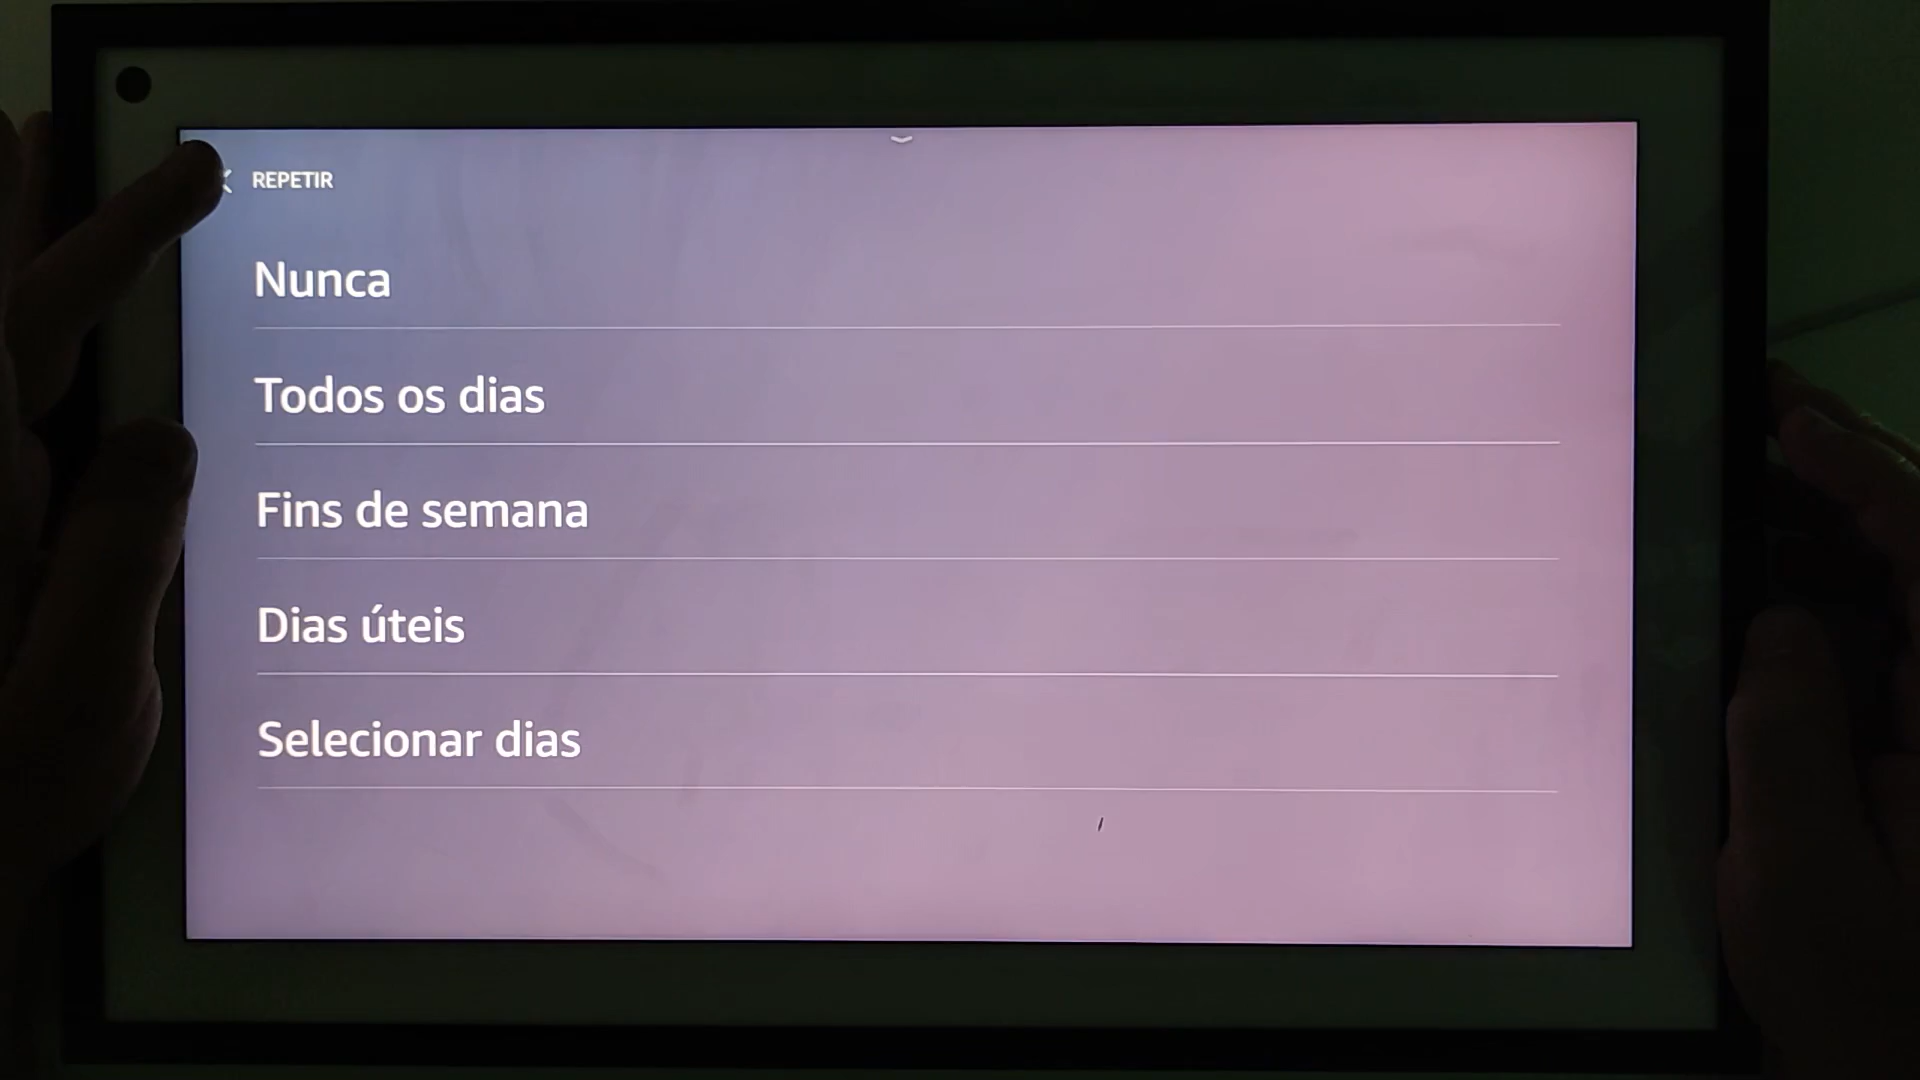 REPETIR
Nunca
Todos os dias
Fins de semana
Dias úteis
Selecionar dias